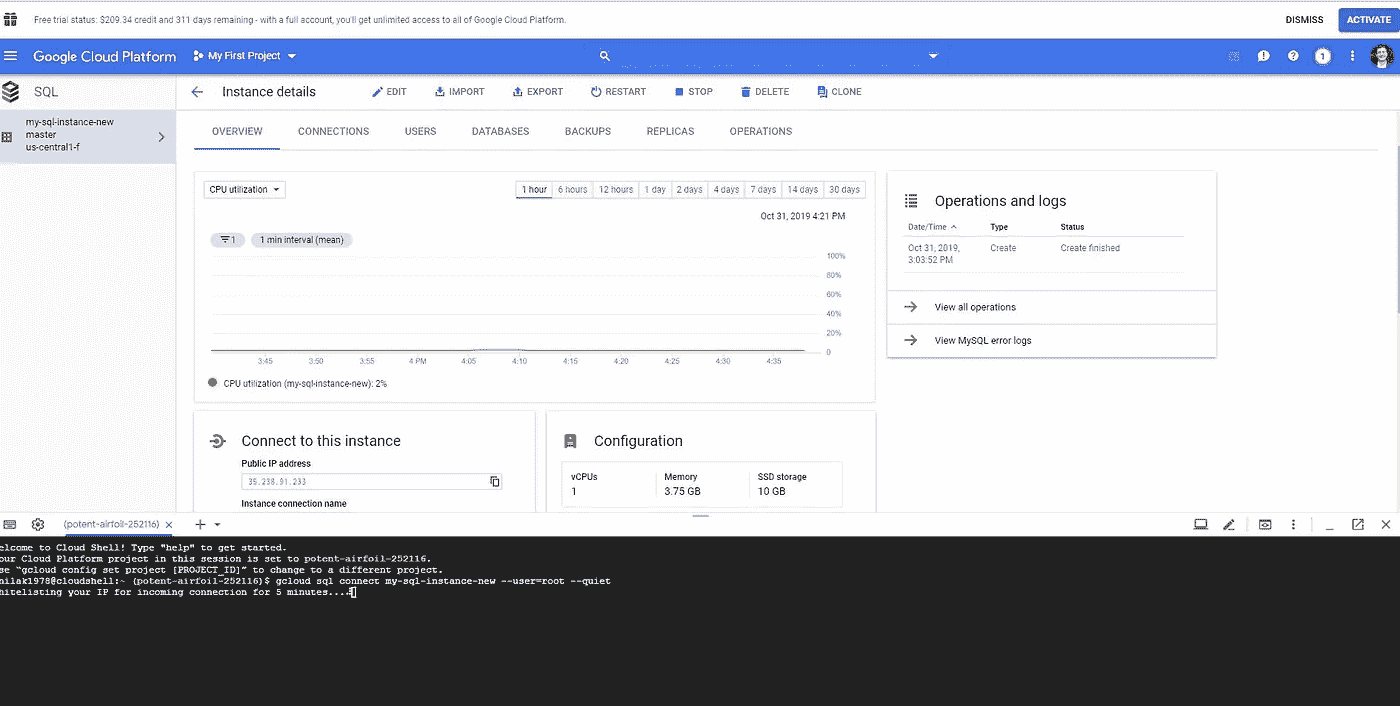 Free trial status: $209.34 credit and 311 days remaining - with a full account, you'll get unlimited access to all of Google Cloud Platform.
DISMISS
ACTIVATE
Google Cloud Platform
My First Project
1
SQL
Instance details
EDIT
IMPORT
EXPORT
RESTART
STOP
DELETE
CLONE
my-sql-instance-new
master
us-central1-f
OVERVIEW
CONNECTIONS
USERS
DATABASES
BACKUPS
REPLICAS
OPERATIONS
CPU utilization
1 hour
6 hours
12 hours
1 day
2 days
4 days
7 days
14 days
30 days
Oct 31, 2019 4:21 PM
1
1 min interval (mean)
100%
80%
60%
40%
20%
0
3:45
3:50
3:55
4 PM
4:05
4:10
4:15
4:20
4:25
4:30
4:35
CPU utilization (my-sql-instance-new): 2%
Operations and logs
Date/Time
Type
Status
Oct 31, 2019,
3:03:52 PM
Create
Create finished
View all operations
View MySQL error logs
Connect to this instance
Public IP address
35.238.91.233
Instance connection name
Configuration
vCPUs
1
Memory
3.75 GB
SSD storage
10 GB
(potent-airfoil-252116)
elcome to Cloud Shell! Type "help" to get started.
our Cloud Platform project in this session is set to potent-airfoil-252116.
se "gcloud config set project [PROJECT_ID]" to change to a different project.
nilak1978@cloudshell:~ (potent-airfoil-252116)$ gcloud sql connect my-sql-instance-new --user=root --quiet
hitelisting your IP for incoming connection for 5 minutes....